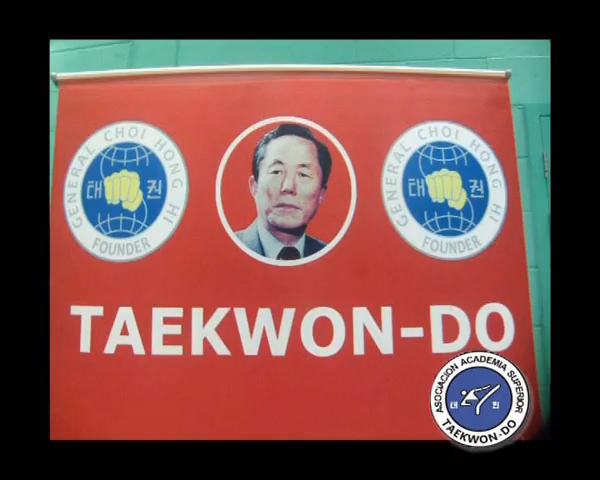 GENERAL CHOI HONG HI
태 권
FOUNDER
GENERAL CHOI HONG HI
태 권
FOUNDER
TAEKWON-DO
ASOCIACION ACADEMIA SUPERIOR
태 권
TAEKWON-DO